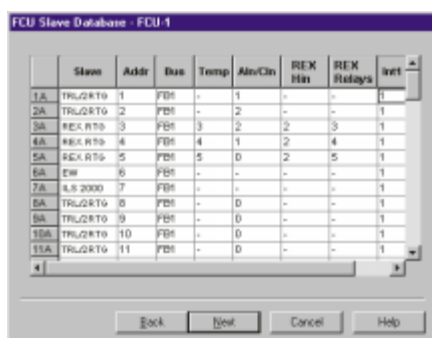 FCU Slave Database - FCU-1
Slave Addr Bus Temp AIn/CIn REX Hin REX Relays Int1
1A TRL/2RTG 1 FB1 - 1 - - 1
2A TRL/2RTG 2 FB1 - 2 - - 1
3A REX RTG 3 FB1 3 2 2 3 1
4A REX RTG 4 FB1 4 1 2 4 1
5A REX RTG 5 FB1 5 0 2 5 1
6A EW 6 FB1 - - - - 1
7A ILS 2000 7 FB1 - - - - 1
8A TRL/2RTG 8 FB1 - 0 - - 1
9A TRL/2RTG 9 FB1 - 0 - - 1
10A TRL/2RTG 10 FB1 - 0 - - 1
11A TRL/2RTG 11 FB1 - 0 - - 1
Back Next Cancel Help